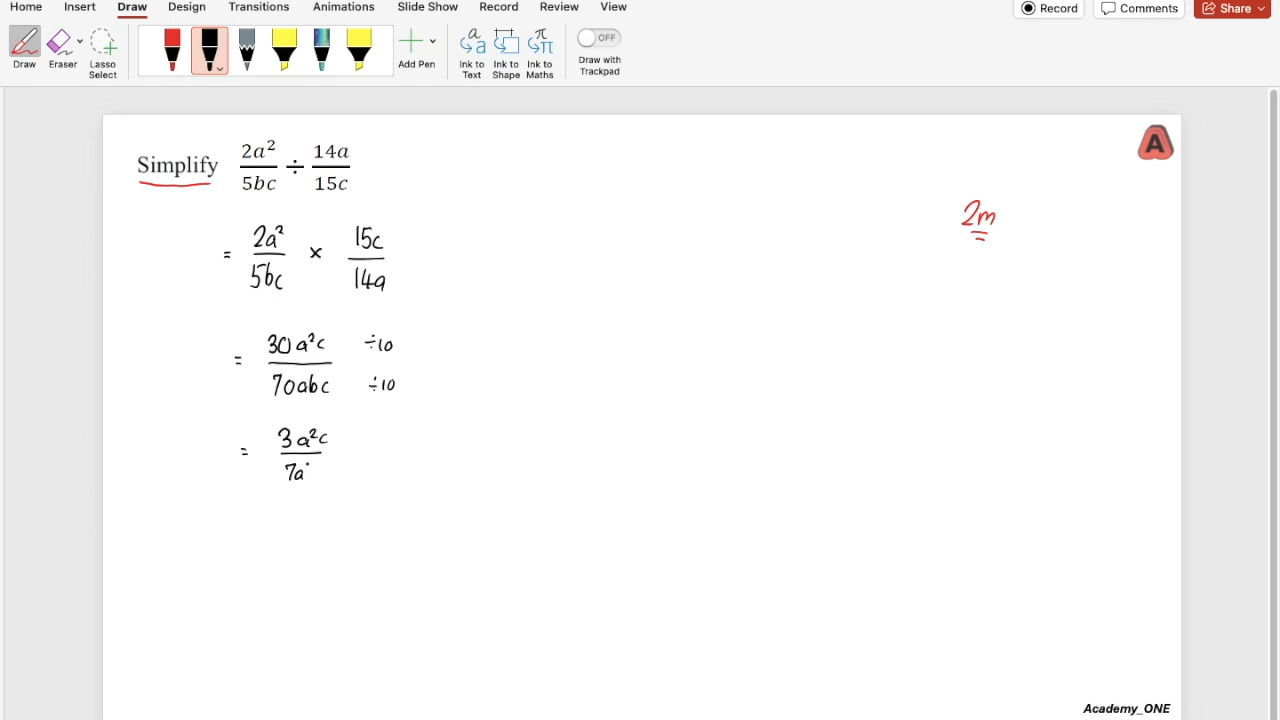 Home Insert Draw Design Transitions Animations Slide Show Record Review View
Record Comments Share
Draw Eraser Lasso Select Add Pen Ink to Text Ink to Shape Ink to Maths Draw with Trackpad
OFF
Simplify 2a²/5bc ÷ 14a/15c
A
2m
= 2a²/5bc × 15c/14a
= 30a²c/70abc ÷10 ÷10
= 3a²c/7a
Academy_ONE